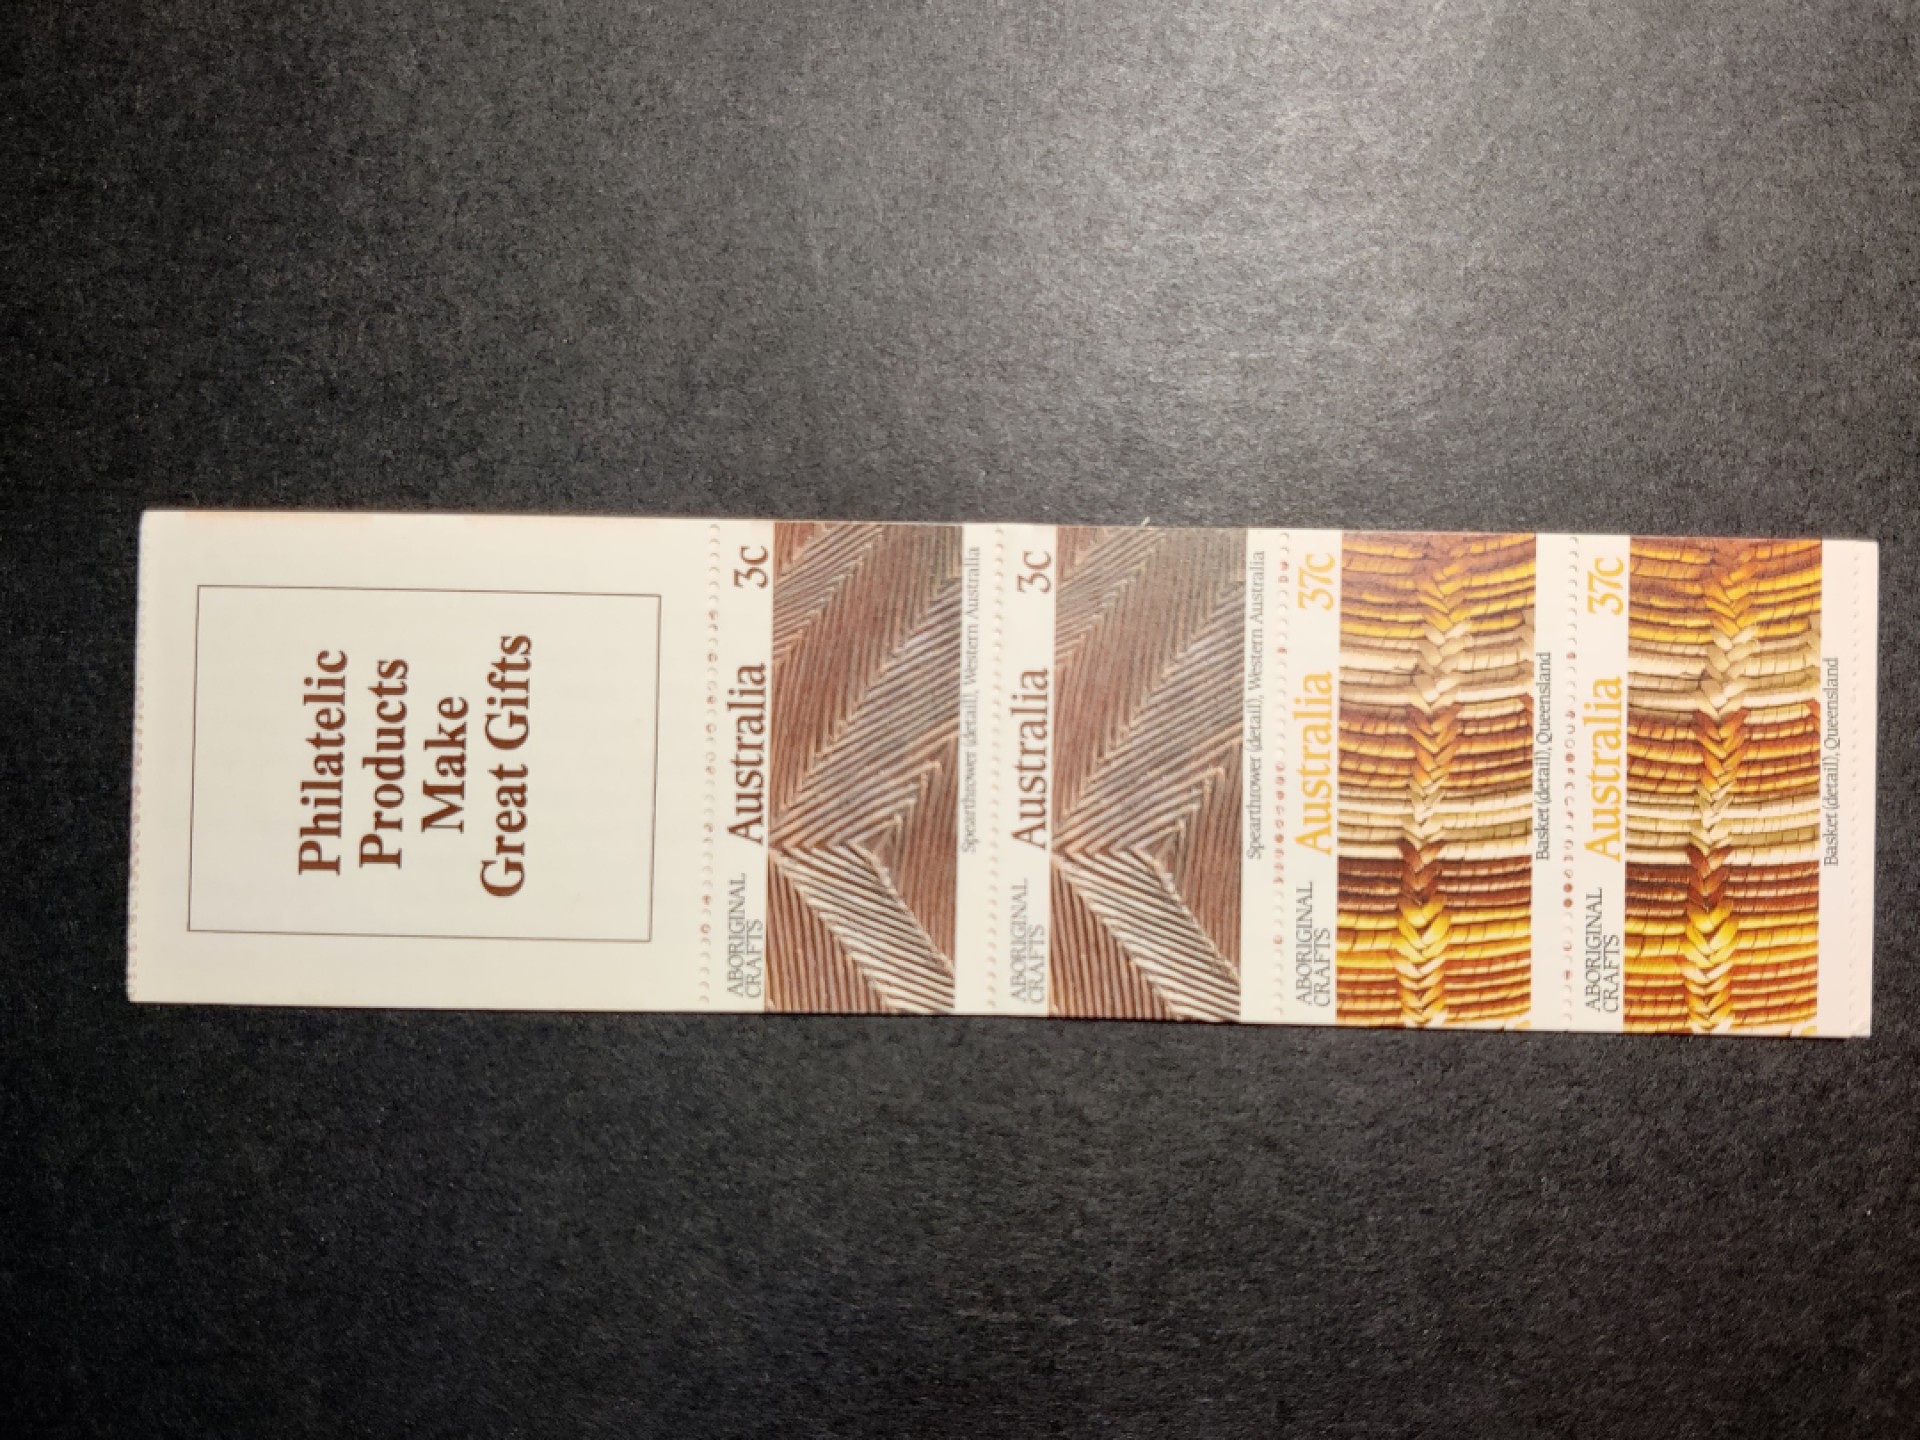 Philatelic
Products
Make
Great Gifts
ABORIGINAL
CRAFTS
Australia 3c
Spearthrower (detail), Western Australia
ABORIGINAL
CRAFTS
Australia 3c
Spearthrower (detail), Western Australia
ABORIGINAL
CRAFTS
Australia 37c
Basket (detail), Queensland
ABORIGINAL
CRAFTS
Australia 37c
Basket (detail), Queensland